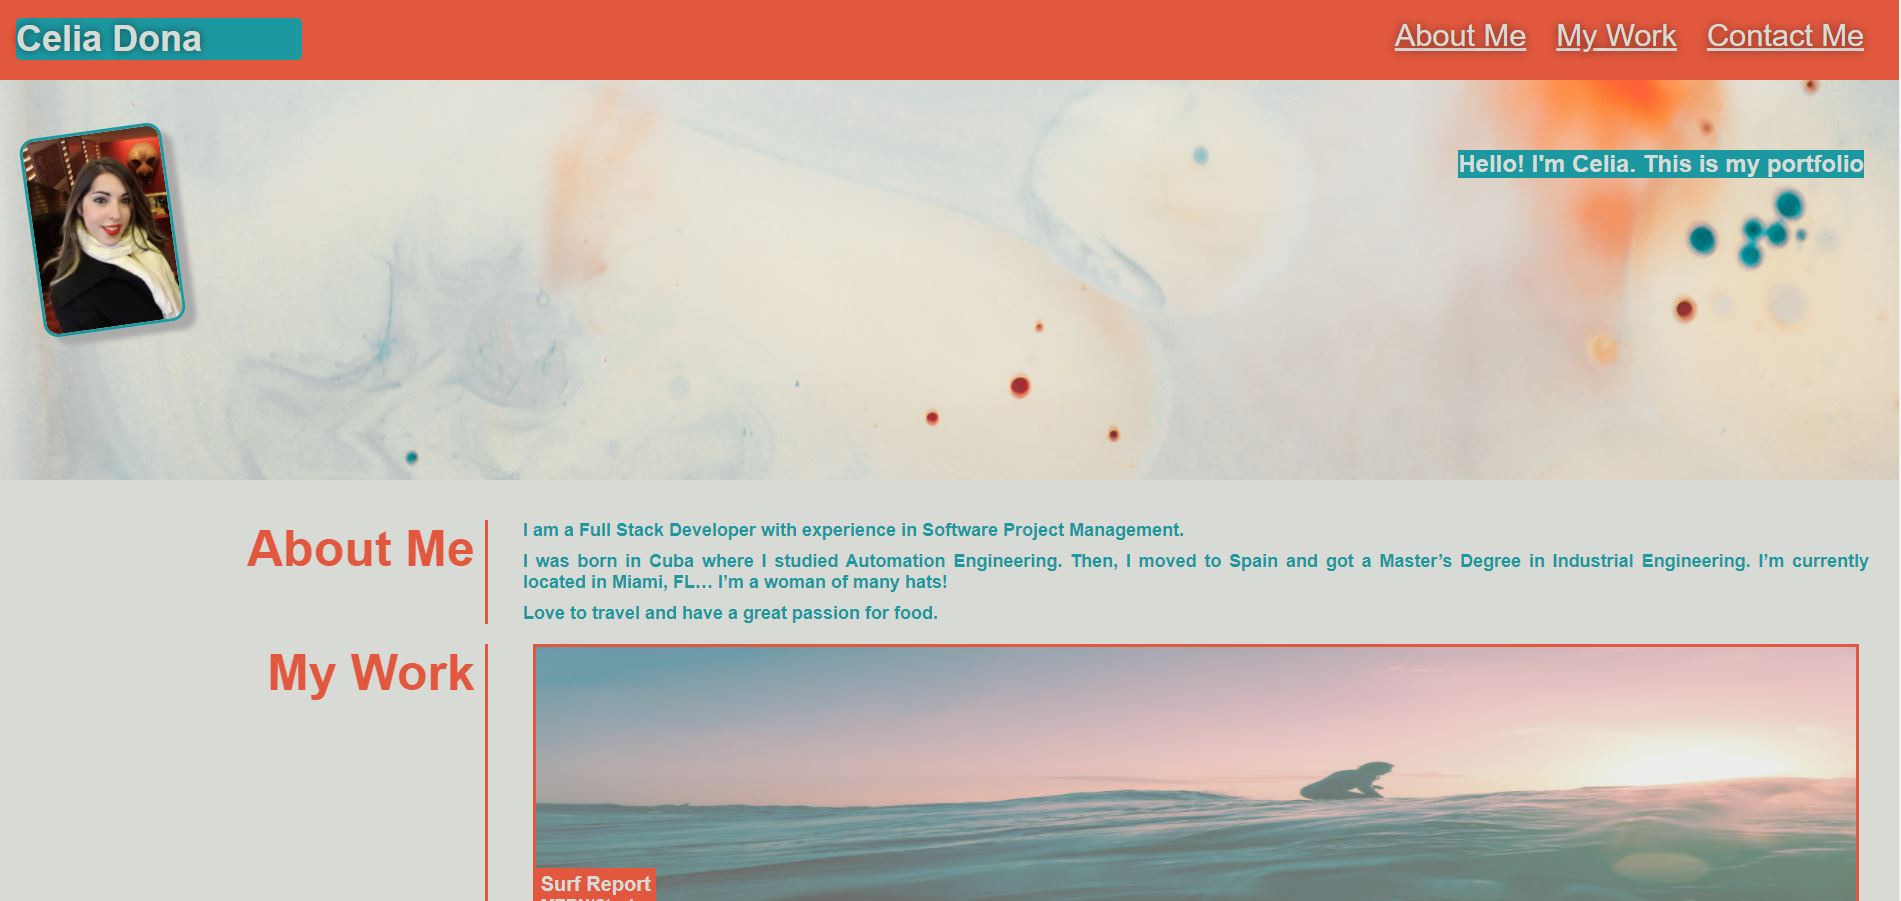 Celia Dona
About Me My Work Contact Me
Hello! I'm Celia. This is my portfolio
About Me
I am a Full Stack Developer with experience in Software Project Management.
I was born in Cuba where I studied Automation Engineering. Then, I moved to Spain and got a Master’s Degree in Industrial Engineering. I’m currently
located in Miami, FL… I’m a woman of many hats!
Love to travel and have a great passion for food.
My Work
Surf Report